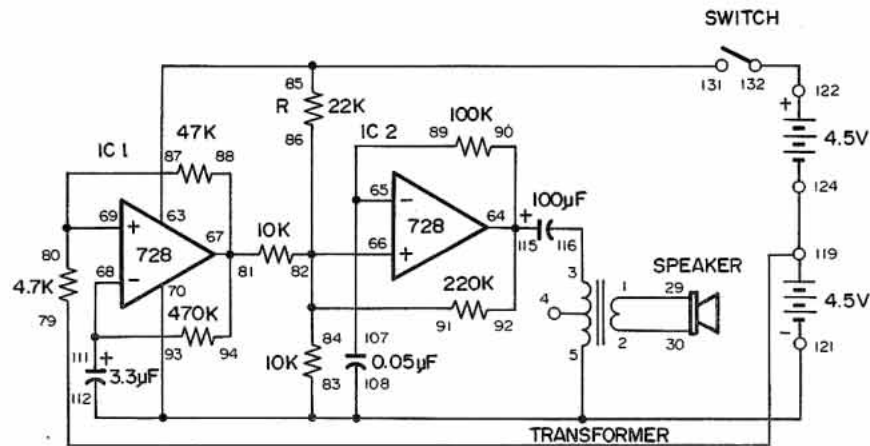 SWITCH
131
132
122
+
4.5V
124
85
R
22K
86
47K
IC 1
87
88
IC 2
89
100K
90
80
69
+
63
728
67
68
−
70
4.7K
79
470K
93
94
111
+
3.3µF
112
81
10K
82
65
−
66
+
728
64
100µF
+
115
116
220K
91
92
84
10K
83
107
0.05µF
108
3
4
5
1
2
SPEAKER
29
30
119
4.5V
−
121
TRANSFORMER